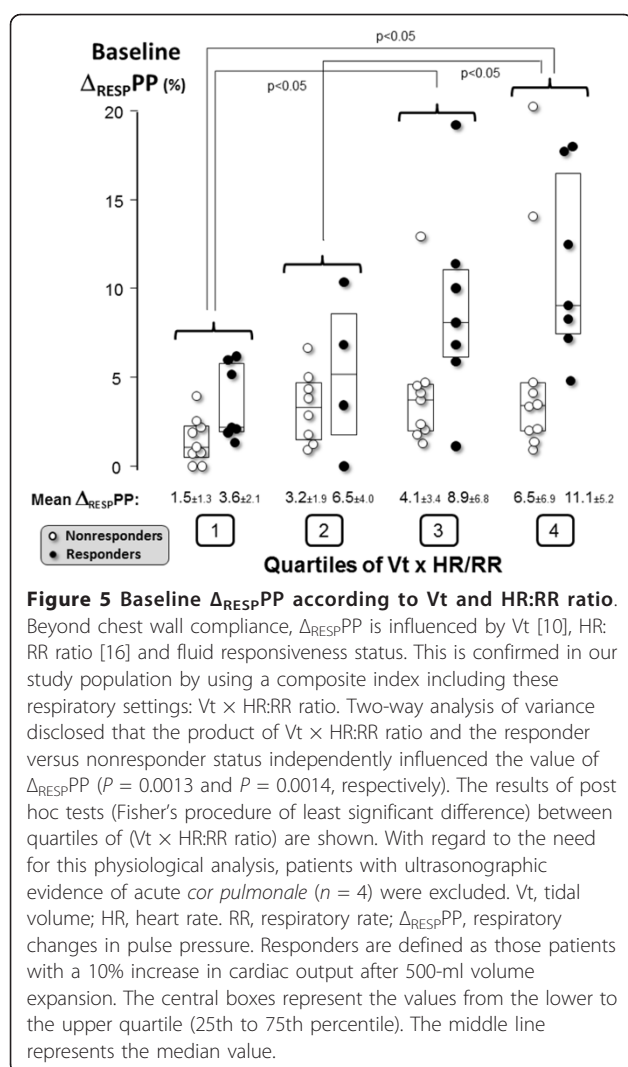 Baseline
Δ_RESP PP (%)
p<0.05
p<0.05
p<0.05
20
15
10
5
0
Mean Δ_RESP PP: 1.5±1.3 3.6±2.1 3.2±1.9 6.5±4.0 4.1±3.4 8.9±6.8 6.5±6.9 11.1±5.2
Nonresponders
Responders
1 2 3 4
Quartiles of Vt x HR/RR
Figure 5 Baseline Δ_RESP PP according to Vt and HR:RR ratio.
Beyond chest wall compliance, Δ_RESP PP is influenced by Vt [10], HR:
RR ratio [16] and fluid responsiveness status. This is confirmed in our
study population by using a composite index including these
respiratory settings: Vt × HR:RR ratio. Two-way analysis of variance
disclosed that the product of Vt × HR:RR ratio and the responder
versus nonresponder status independently influenced the value of
Δ_RESP PP (P = 0.0013 and P = 0.0014, respectively). The results of post
hoc tests (Fisher's procedure of least significant difference) between
quartiles of (Vt × HR:RR ratio) are shown. With regard to the need
for this physiological analysis, patients with ultrasonographic
evidence of acute cor pulmonale (n = 4) were excluded. Vt, tidal
volume; HR, heart rate. RR, respiratory rate; Δ_RESP PP, respiratory
changes in pulse pressure. Responders are defined as those patients
with a 10% increase in cardiac output after 500-ml volume
expansion. The central boxes represent the values from the lower to
the upper quartile (25th to 75th percentile). The middle line
represents the median value.